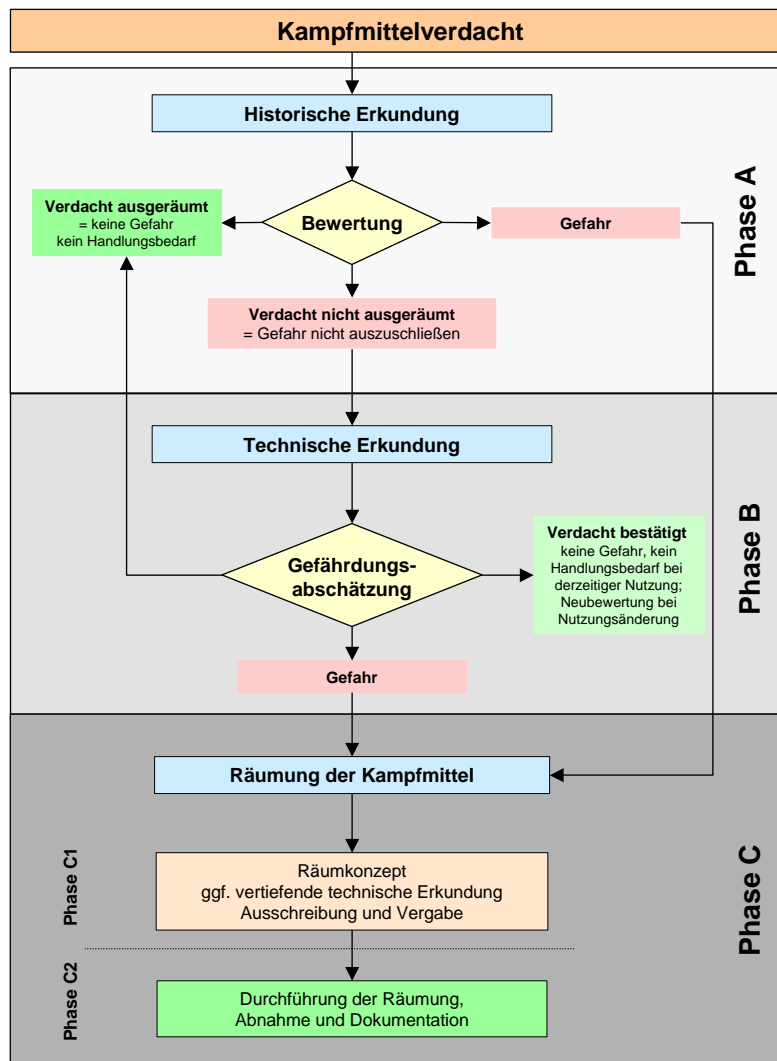 Kampfmittelverdacht
Historische Erkundung
Phase A
Verdacht ausgeräumt
= keine Gefahr
kein Handlungsbedarf
Bewertung
Gefahr
Verdacht nicht ausgeräumt
= Gefahr nicht auszuschließen
Technische Erkundung
Phase B
Gefährdungs-
abschätzung
Verdacht bestätigt
keine Gefahr, kein
Handlungsbedarf bei
derzeitiger Nutzung;
Neubewertung bei
Nutzungsänderung
Gefahr
Räumung der Kampfmittel
Phase C
Phase C1
Räumkonzept
ggf. vertiefende technische Erkundung
Ausschreibung und Vergabe
Phase C2
Durchführung der Räumung,
Abnahme und Dokumentation